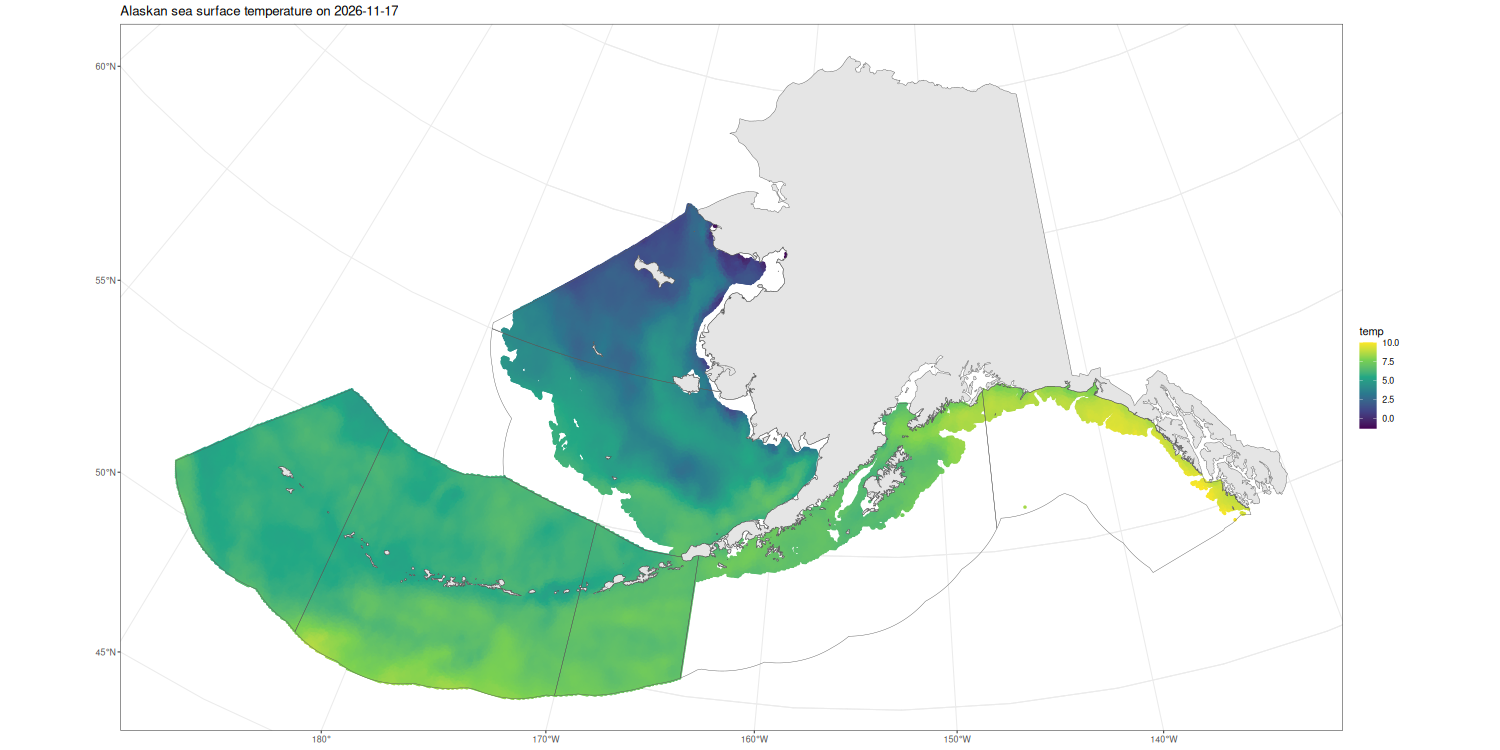 Alaskan sea surface temperature on 2026-11-17
60°N
55°N
50°N
45°N
180°
170°W
160°W
150°W
140°W
temp
10.0
7.5
5.0
2.5
0.0